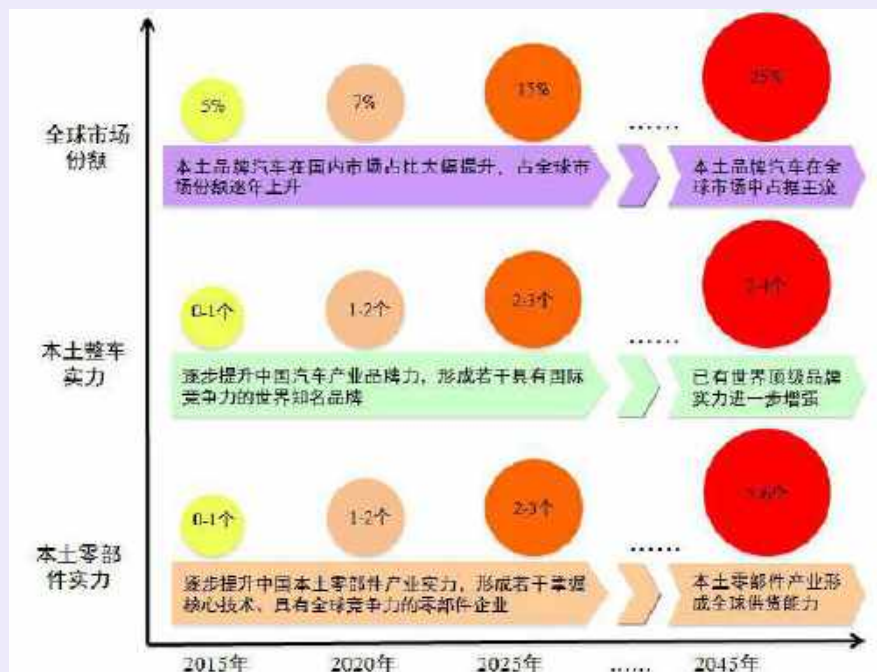 5%
7%
15%
25%
……
全球市场
份额
本土品牌汽车在国内市场占比大幅提升、占全球市
场份额逐年上升
本土品牌汽车在全
球市场中占据主流
0-1个
1-2个
2-3个
……
本土整车
实力
逐步提升中国汽车产业品牌力，形成若干具有国际
竞争力的世界知名品牌
已有世界顶级品牌
实力进一步增强
0-1个
1-2个
2-3个
……
本土零部
件实力
逐步提升中国本土零部件产业实力，形成若干掌握
核心技术、具有全球竞争力的零部件企业
本土零部件产业形
成全球供货能力
2015年
2020年
2025年
……
2045年